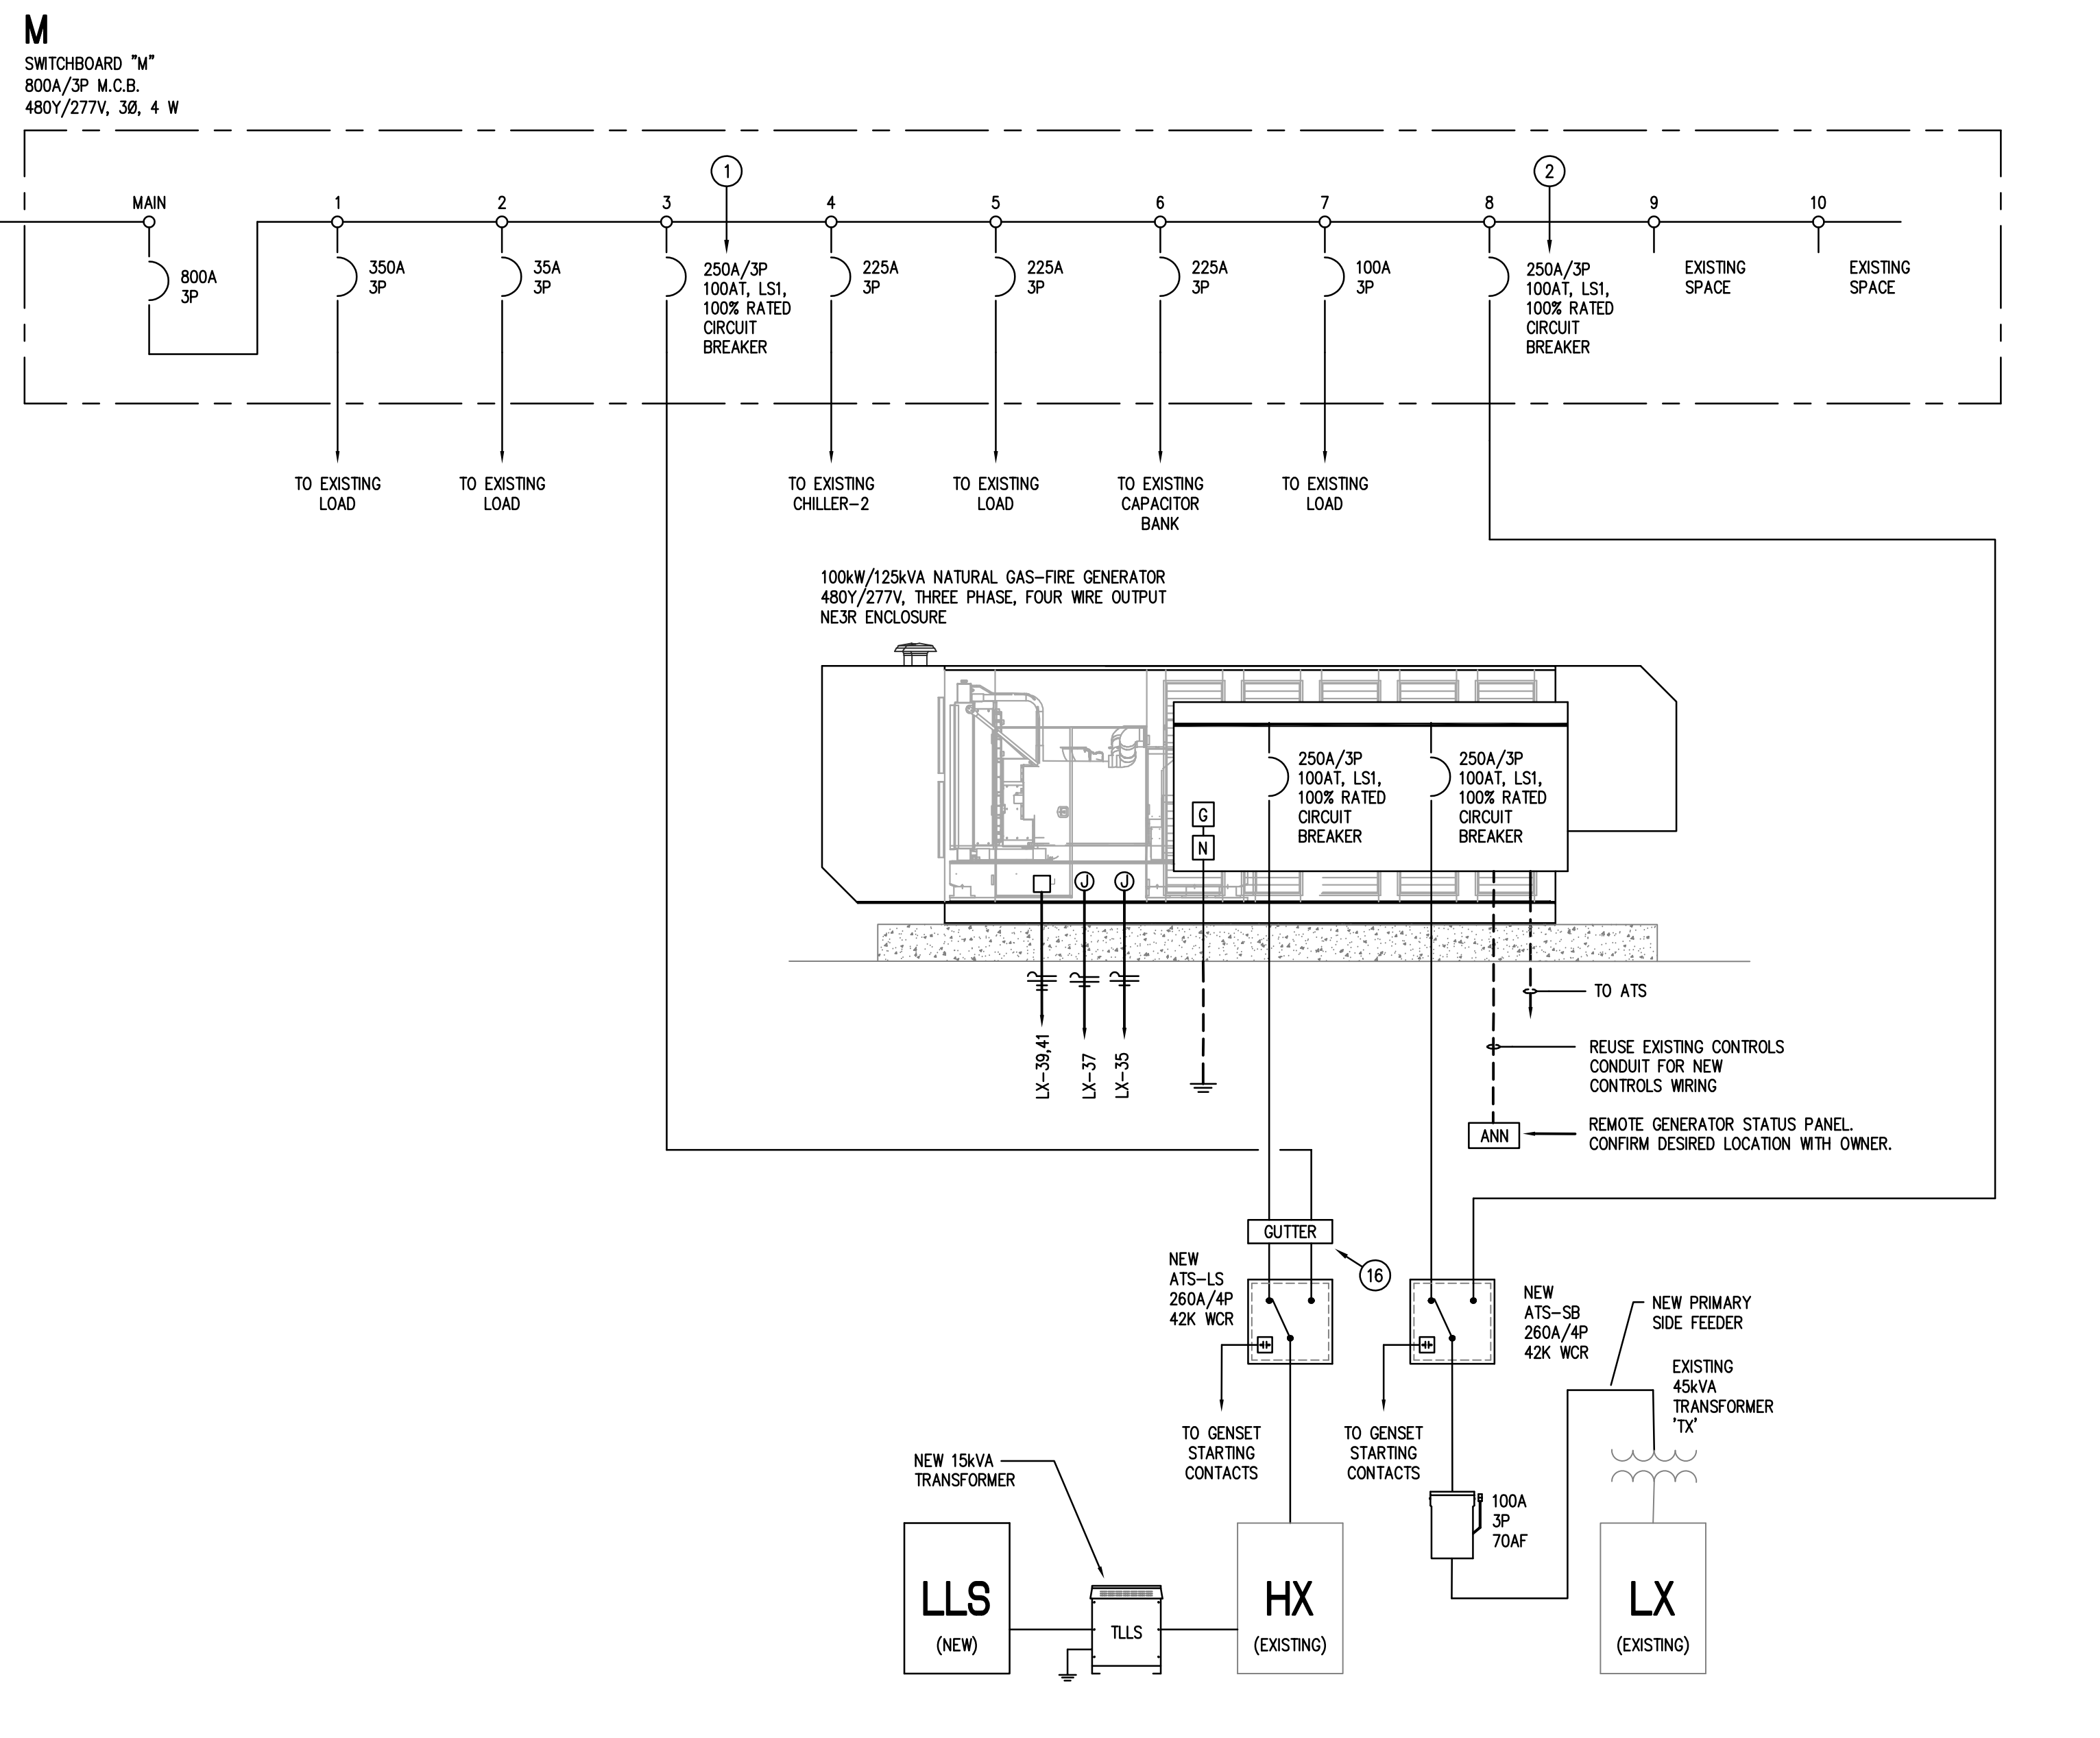 M
SWITCHBOARD "M"
800A/3P M.C.B.
480Y/277V, 3Ø, 4 W
1
2
MAIN
1
2
3
4
5
6
7
8
9
10
800A
3P
350A
3P
35A
3P
250A/3P
100AT, LS1,
100% RATED
CIRCUIT
BREAKER
225A
3P
225A
3P
225A
3P
100A
3P
250A/3P
100AT, LS1,
100% RATED
CIRCUIT
BREAKER
EXISTING
SPACE
EXISTING
SPACE
TO EXISTING
LOAD
TO EXISTING
LOAD
TO EXISTING
CHILLER-2
TO EXISTING
LOAD
TO EXISTING
CAPACITOR
BANK
TO EXISTING
LOAD
100kW/125kVA NATURAL GAS-FIRE GENERATOR
480Y/277V, THREE PHASE, FOUR WIRE OUTPUT
NE3R ENCLOSURE
250A/3P
100AT, LS1,
100% RATED
CIRCUIT
BREAKER
250A/3P
100AT, LS1,
100% RATED
CIRCUIT
BREAKER
G
N
J
J
LX-39,41
LX-37
LX-35
TO ATS
REUSE EXISTING CONTROLS
CONDUIT FOR NEW
CONTROLS WIRING
ANN
REMOTE GENERATOR STATUS PANEL.
CONFIRM DESIRED LOCATION WITH OWNER.
GUTTER
16
NEW
ATS-LS
260A/4P
42K WCR
NEW
ATS-SB
260A/4P
42K WCR
NEW PRIMARY
SIDE FEEDER
EXISTING
45kVA
TRANSFORMER
'TX'
TO GENSET
STARTING
CONTACTS
TO GENSET
STARTING
CONTACTS
NEW 15kVA
TRANSFORMER
100A
3P
70AF
LLS
(NEW)
TLLS
HX
(EXISTING)
LX
(EXISTING)